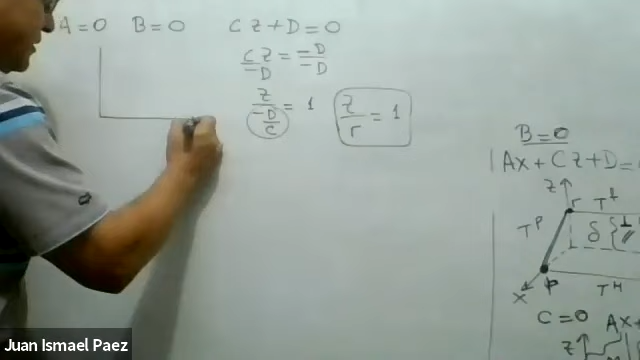 A=0 B=0 CZ+D=0
CZ/-D = -D/-D
Z/(-D/C) = 1
Z/r = 1
B=0
AX+CZ+D=
Z r T
T^P δ
X P T^H
C=0 AX+
Z
Juan Ismael Paez